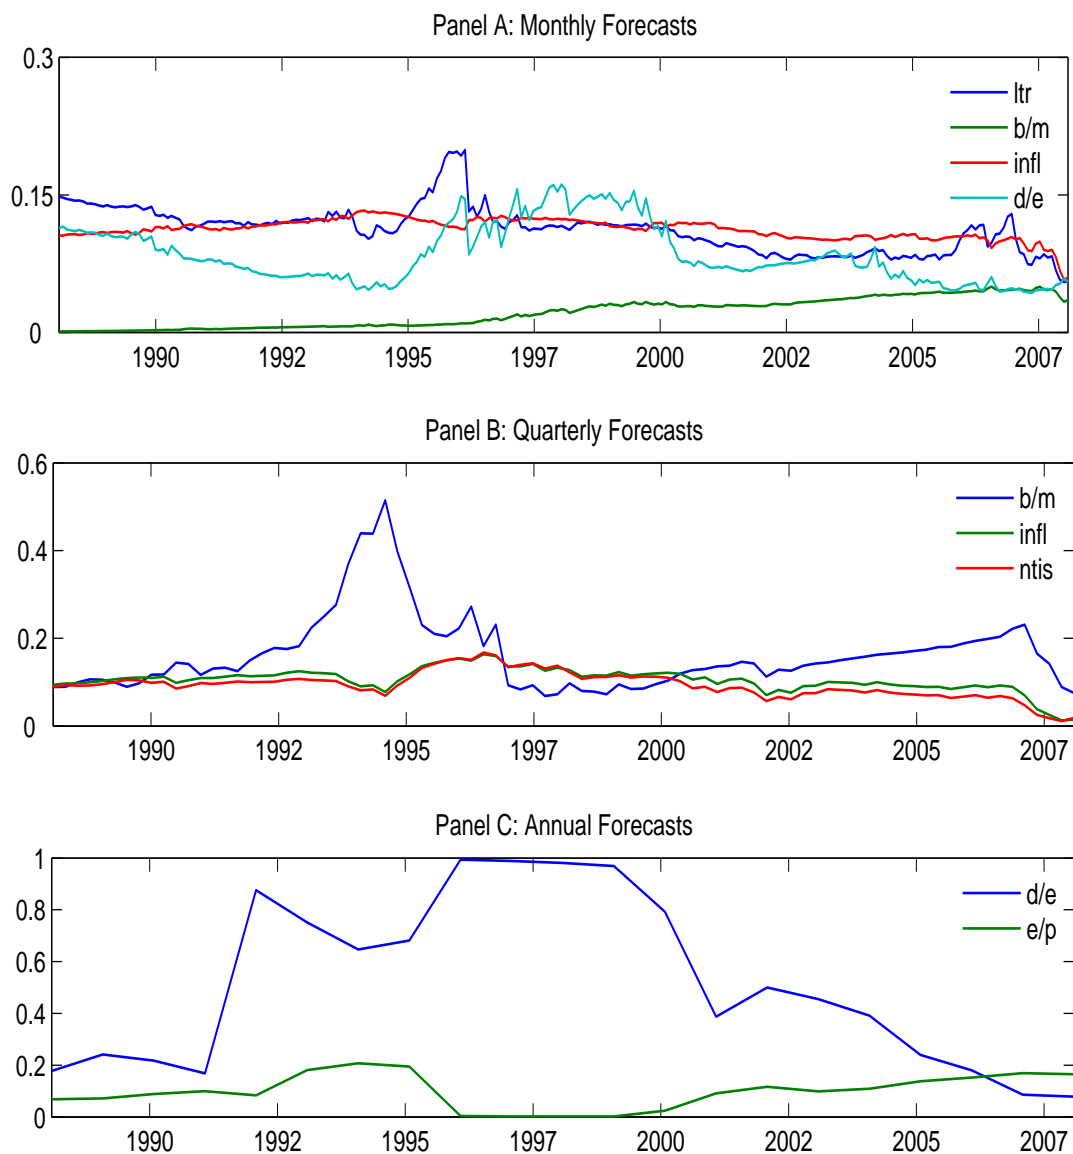 Panel A: Monthly Forecasts
0.3
0.15
0
ltr
b/m
infl
d/e
1990 1992 1995 1997 2000 2002 2005 2007
Panel B: Quarterly Forecasts
0.6
0.4
0.2
0
b/m
infl
ntis
1990 1992 1995 1997 2000 2002 2005 2007
Panel C: Annual Forecasts
1
0.8
0.6
0.4
0.2
0
d/e
e/p
1990 1992 1995 1997 2000 2002 2005 2007